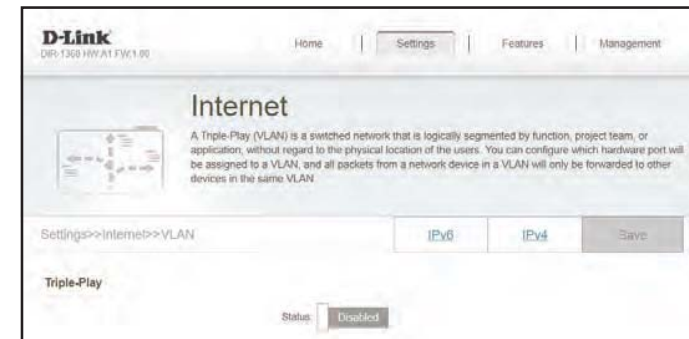 D-Link
DIR-1360 HW:A1 FW:1.00
Home | Settings | Features | Management
Internet
A Triple-Play (VLAN) is a switched network that is logically segmented by function, project team, or
application, without regard to the physical location of the users. You can configure which hardware port will
be assigned to a VLAN, and all packets from a network device in a VLAN will only be forwarded to other
devices in the same VLAN.
Settings>>Internet>>VLAN
IPv6
IPv4
Save
Triple-Play
Status: Disabled